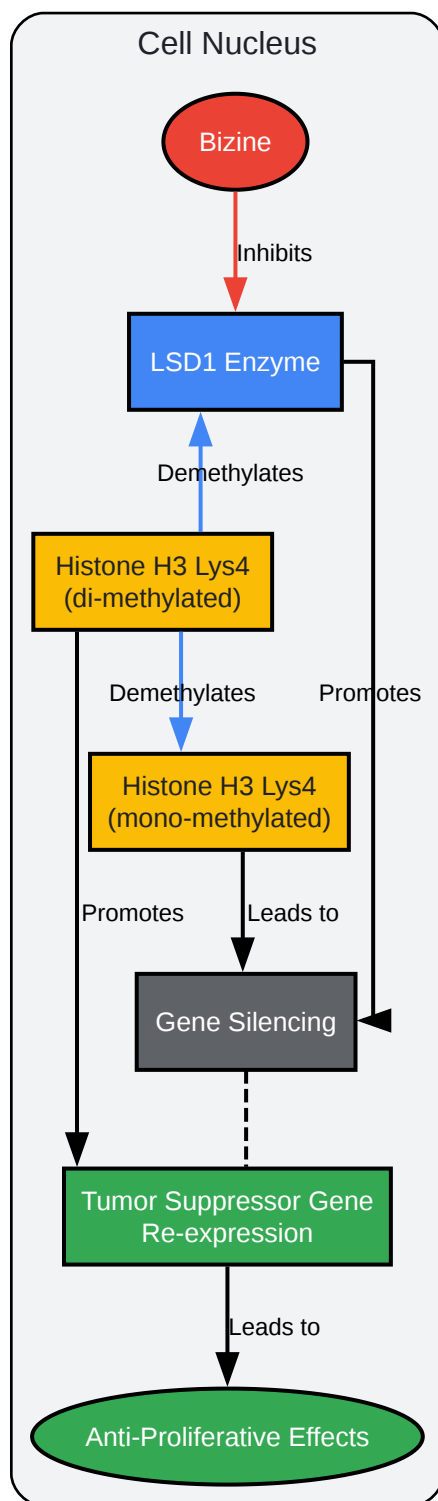 Cell Nucleus
Bizine
Inhibits
LSD1 Enzyme
Demethylates
Histone H3 Lys4
(di-methylated)
Demethylates
Promotes
Histone H3 Lys4
(mono-methylated)
Promotes
Leads to
Gene Silencing
Tumor Suppressor Gene
Re-expression
Leads to
Anti-Proliferative Effects